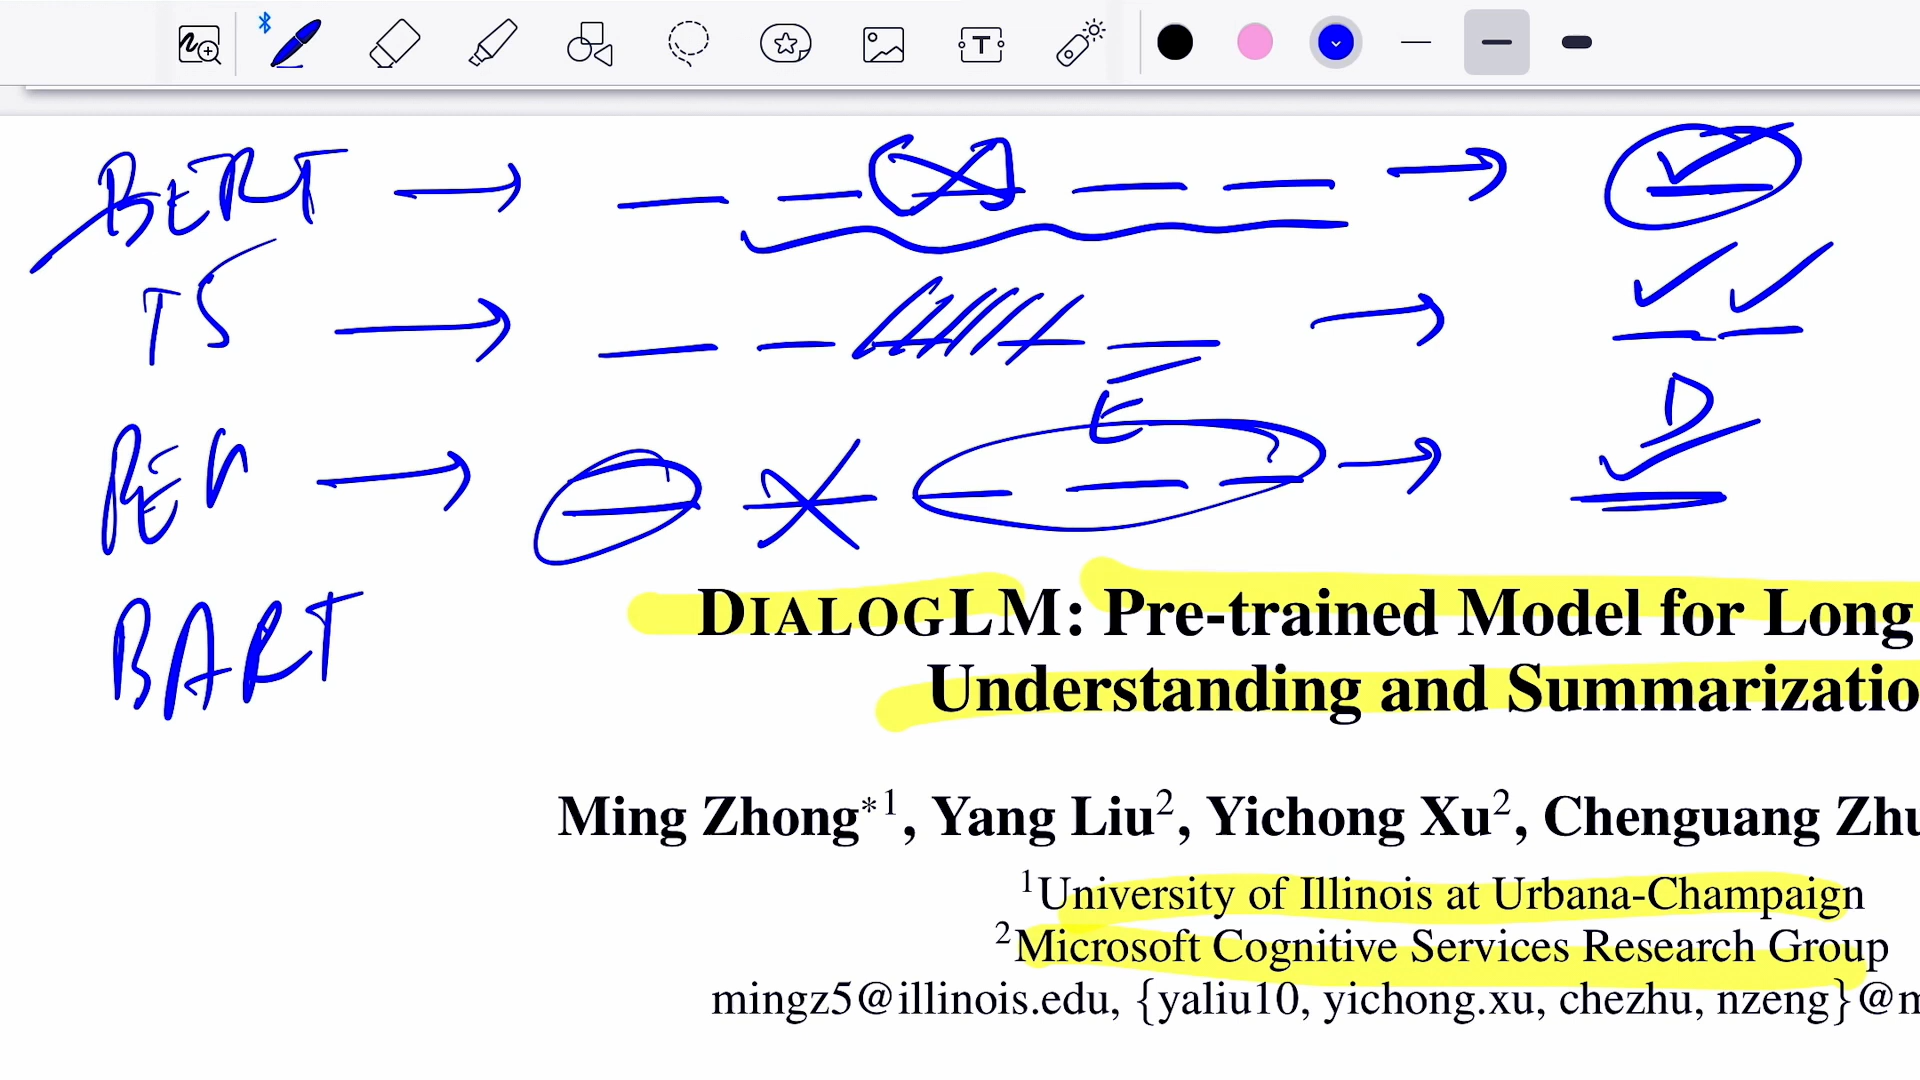 T
BERT
T5
E
D
PEG
BART
DIALOGLM: Pre-trained Model for Long
Understanding and Summarizatio
Ming Zhong*1, Yang Liu2, Yichong Xu2, Chenguang Zhu
1University of Illinois at Urbana-Champaign
2Microsoft Cognitive Services Research Group
mingz5@illinois.edu, {yaliu10, yichong.xu, chezhu, nzeng}@m